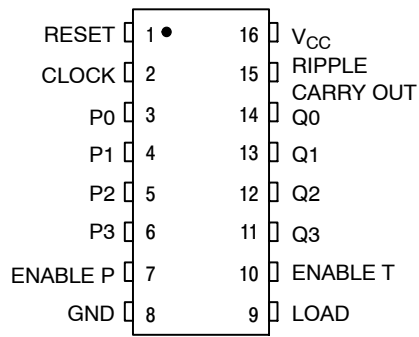 RESET 1 16 VCC
CLOCK 2 15 RIPPLE
CARRY OUT
P0 3 14 Q0
P1 4 13 Q1
P2 5 12 Q2
P3 6 11 Q3
ENABLE P 7 10 ENABLE T
GND 8 9 LOAD